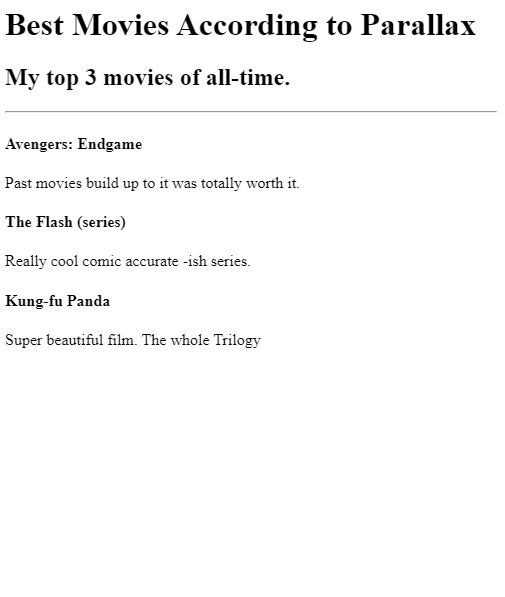 Best Movies According to Parallax
My top 3 movies of all-time.
Avengers: Endgame
Past movies build up to it was totally worth it.
The Flash (series)
Really cool comic accurate -ish series.
Kung-fu Panda
Super beautiful film. The whole Trilogy